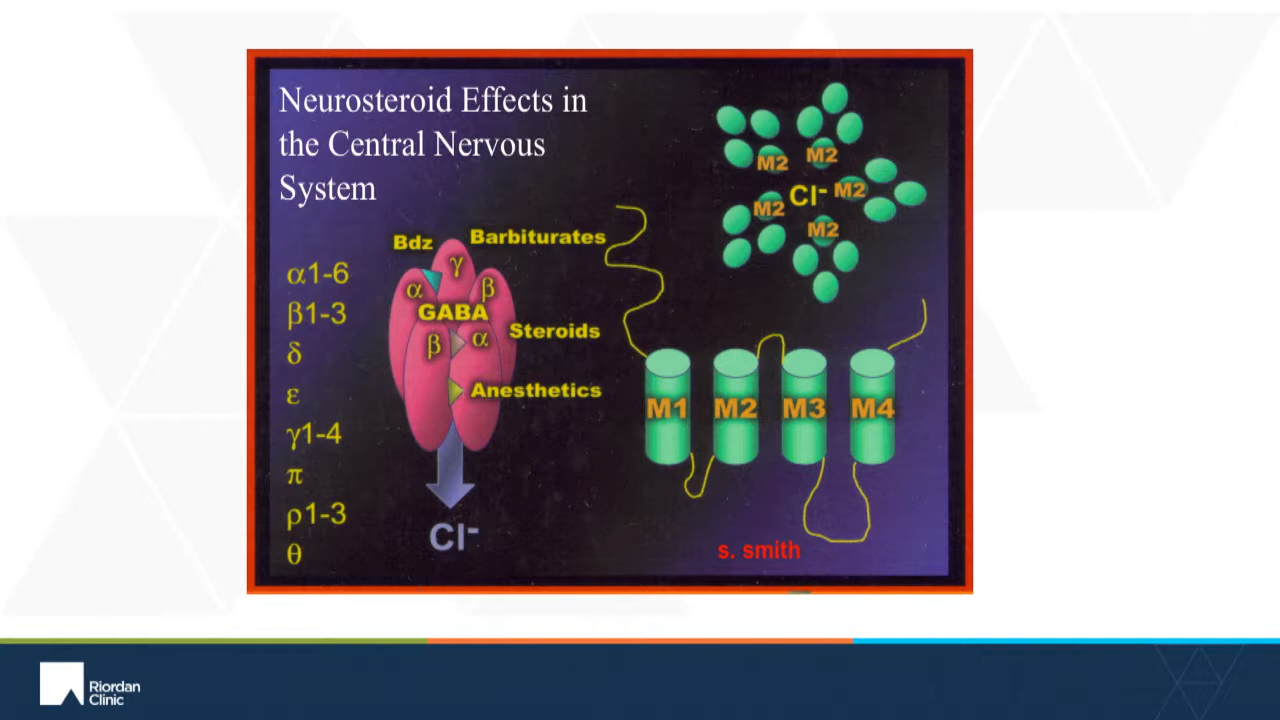 Neurosteroid Effects in
the Central Nervous
System
α1-6
β1-3
δ
ε
γ1-4
π
ρ1-3
θ
Bdz
Barbiturates
γ
α
β
GABA
β
α
Steroids
Anesthetics
Cl-
M2
M2
M2
Cl-
M2
M2
M1
M2
M3
M4
s. smith
Riordan
Clinic